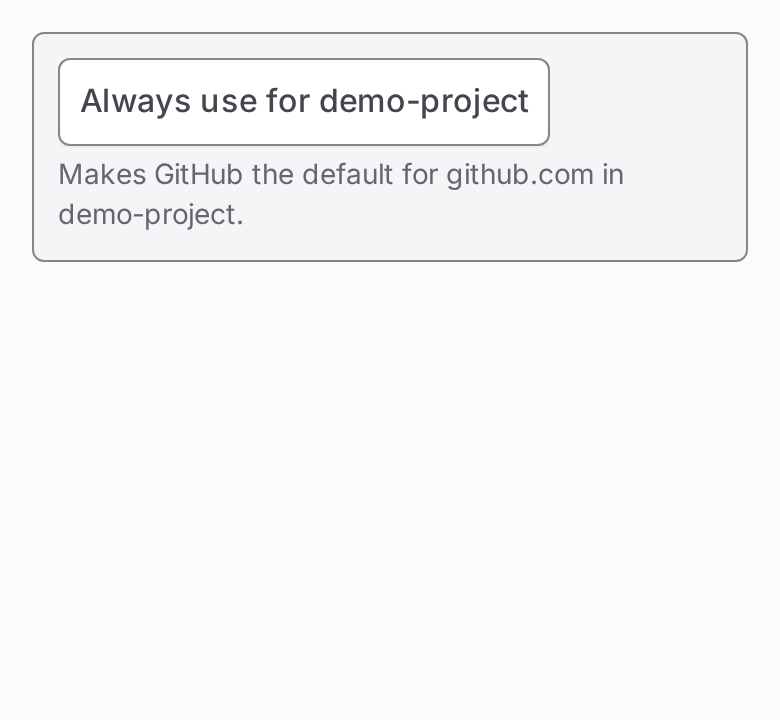 Always use for demo-project
Makes GitHub the default for github.com in
demo-project.